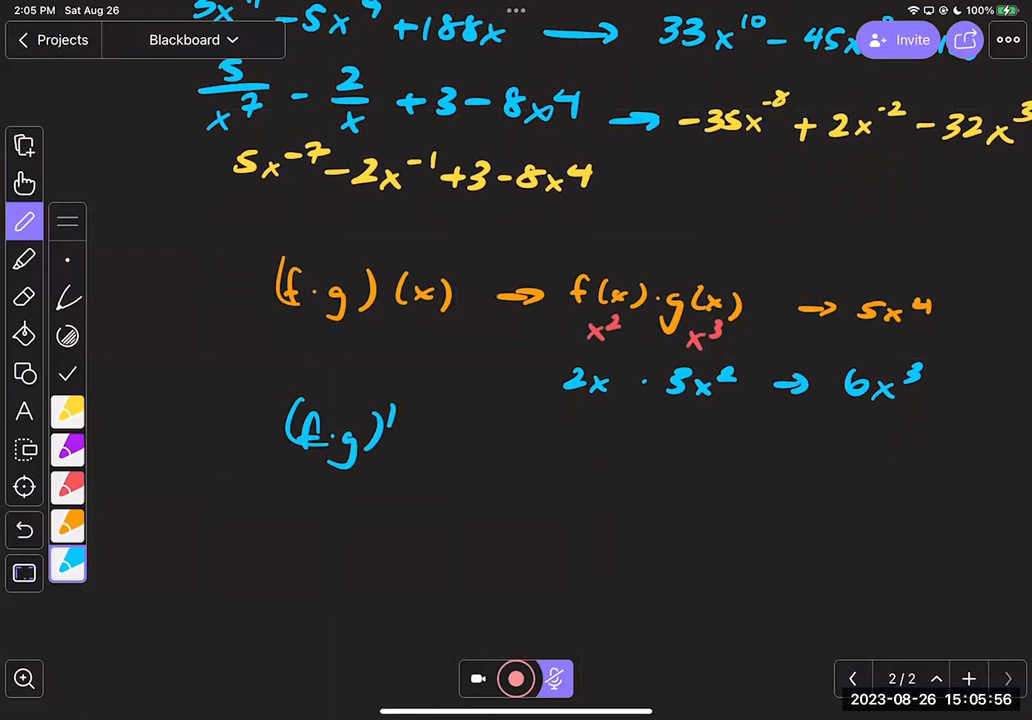 2:05 PM Sat Aug 26
100%
Projects
Blackboard
Invite
-5x⁴ +188x → 33x¹⁰ - 45x
5/x⁷ - 2/x + 3 - 8x4 → -35x⁻⁸ + 2x⁻² - 32x³
5x⁻⁷ - 2x⁻¹ + 3 - 8x4
(f·g)(x) → f(x)·g(x) → 5x⁴
x² x³
2x · 3x² → 6x³
(f·g)'
A
2 / 2
2023-08-26 15:05:56